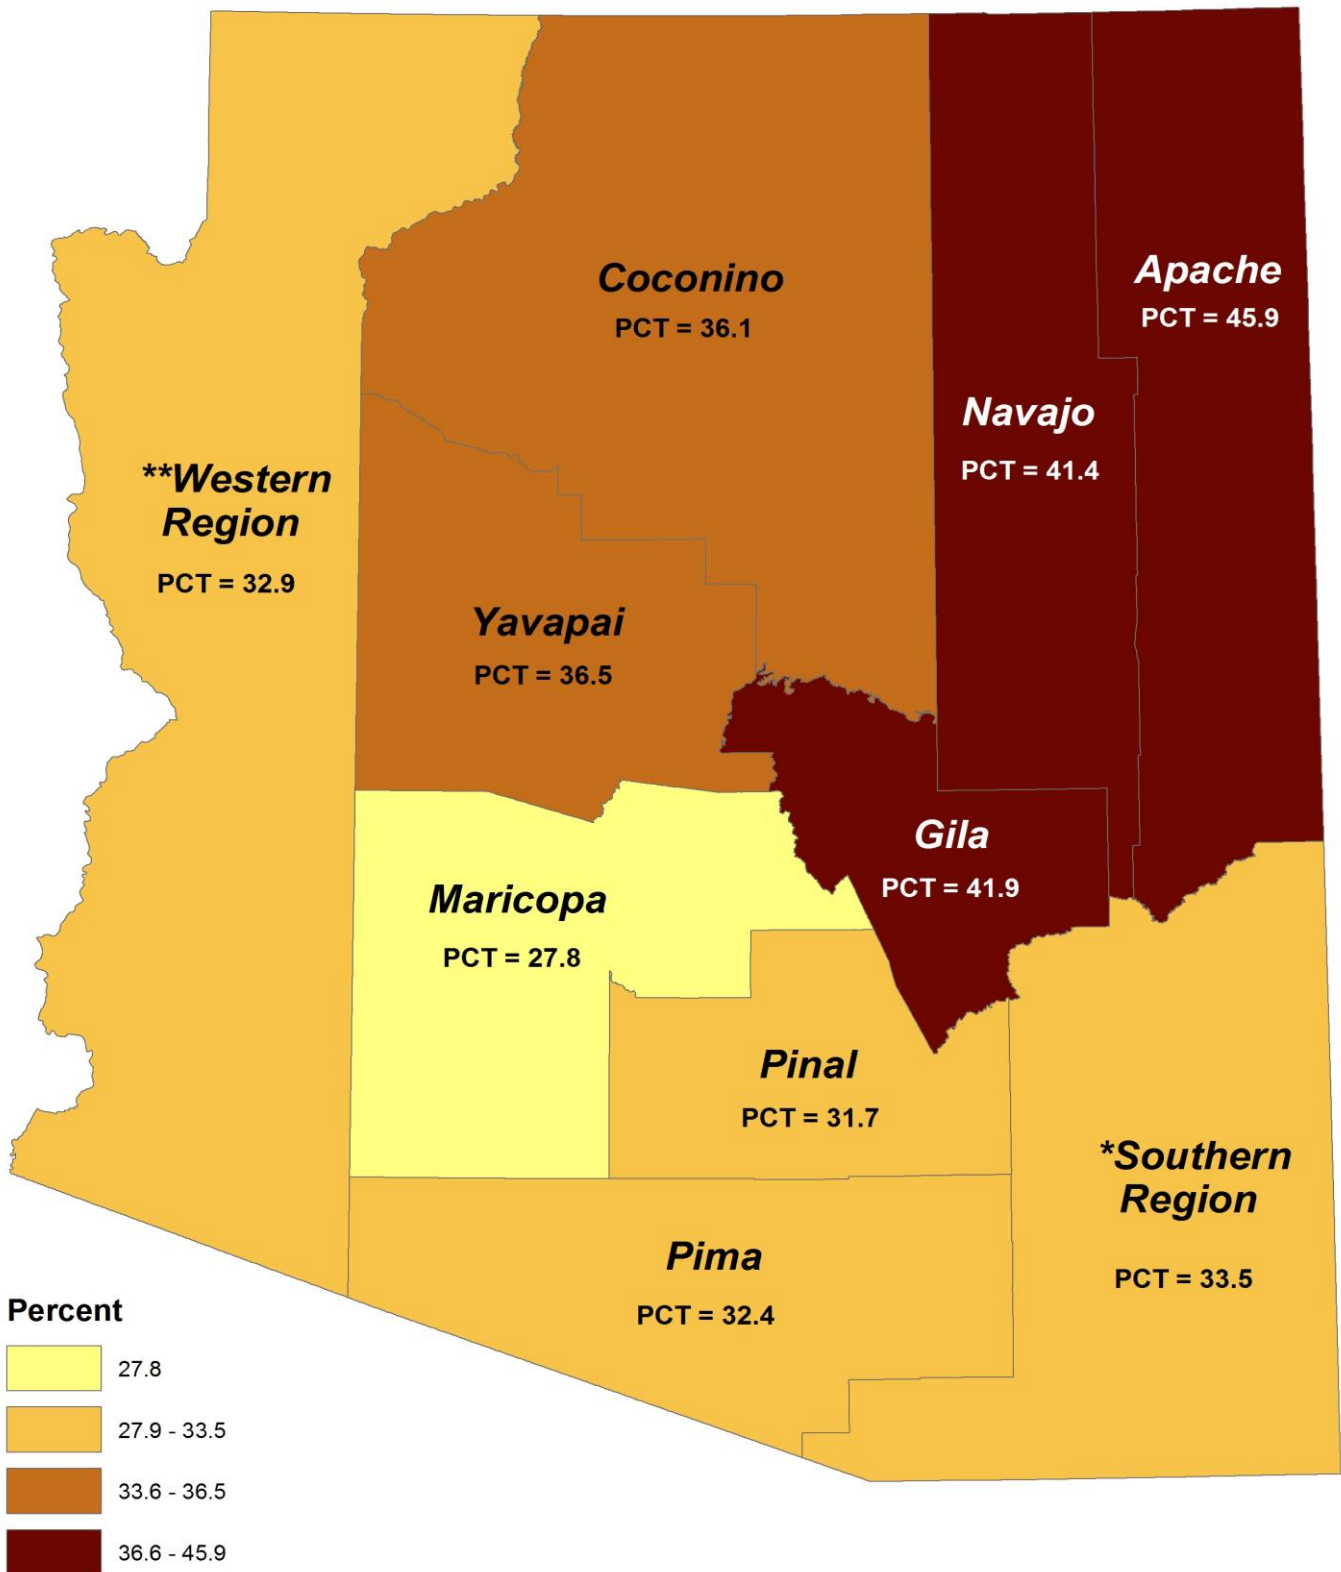 Coconino
PCT = 36.1
Apache
PCT = 45.9
Navajo
PCT = 41.4
**Western
Region
PCT = 32.9
Yavapai
PCT = 36.5
Gila
PCT = 41.9
Maricopa
PCT = 27.8
Pinal
PCT = 31.7
*Southern
Region
PCT = 33.5
Pima
PCT = 32.4
Percent
27.8
27.9 - 33.5
33.6 - 36.5
36.6 - 45.9